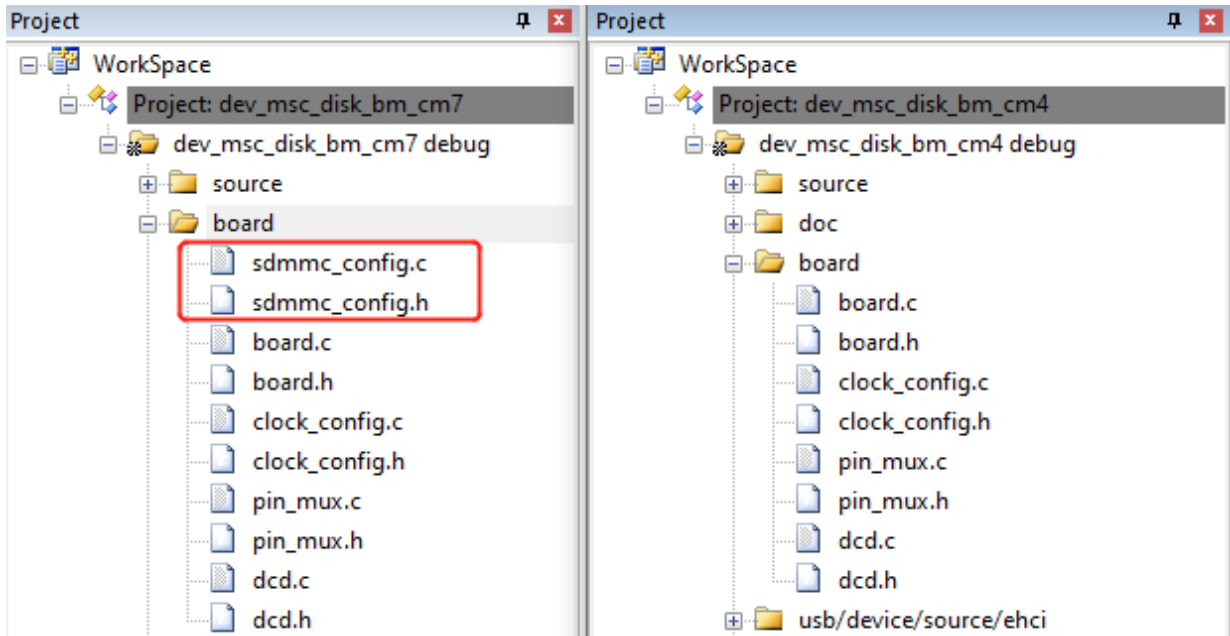 Project
WorkSpace
Project: dev_msc_disk_bm_cm7
dev_msc_disk_bm_cm7 debug
source
board
sdmmc_config.c
sdmmc_config.h
board.c
board.h
clock_config.c
clock_config.h
pin_mux.c
pin_mux.h
dcd.c
dcd.h
Project
WorkSpace
Project: dev_msc_disk_bm_cm4
dev_msc_disk_bm_cm4 debug
source
doc
board
board.c
board.h
clock_config.c
clock_config.h
pin_mux.c
pin_mux.h
dcd.c
dcd.h
usb/device/source/ehci